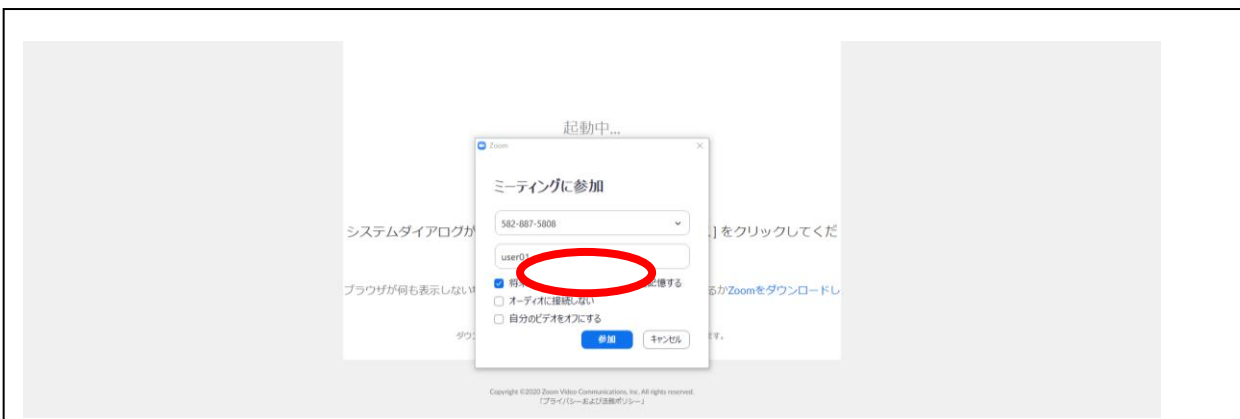 起動中...
Zoom
ミーティングに参加
582-887-5808
システムダイアログが
] をクリックしてくだ
user01
将
憶する
ブラウザが何も表示しない
るかZoomをダウンロードし
オーディオに接続しない
自分のビデオをオフにする
ダウ
参加
キャンセル
ます。
Copyright ©2020 Zoom Video Communications, Inc. All rights reserved.
「プライバシーおよび法務ポリシー」